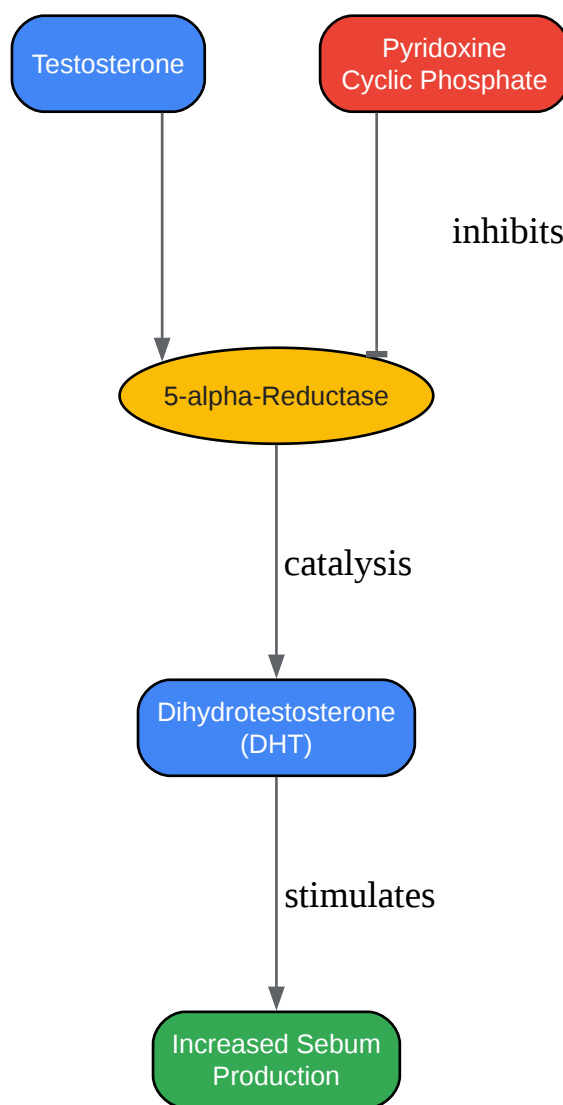 Testosterone
Pyridoxine
Cyclic Phosphate
inhibits
5-alpha-Reductase
catalysis
Dihydrotestosterone
(DHT)
stimulates
Increased Sebum
Production